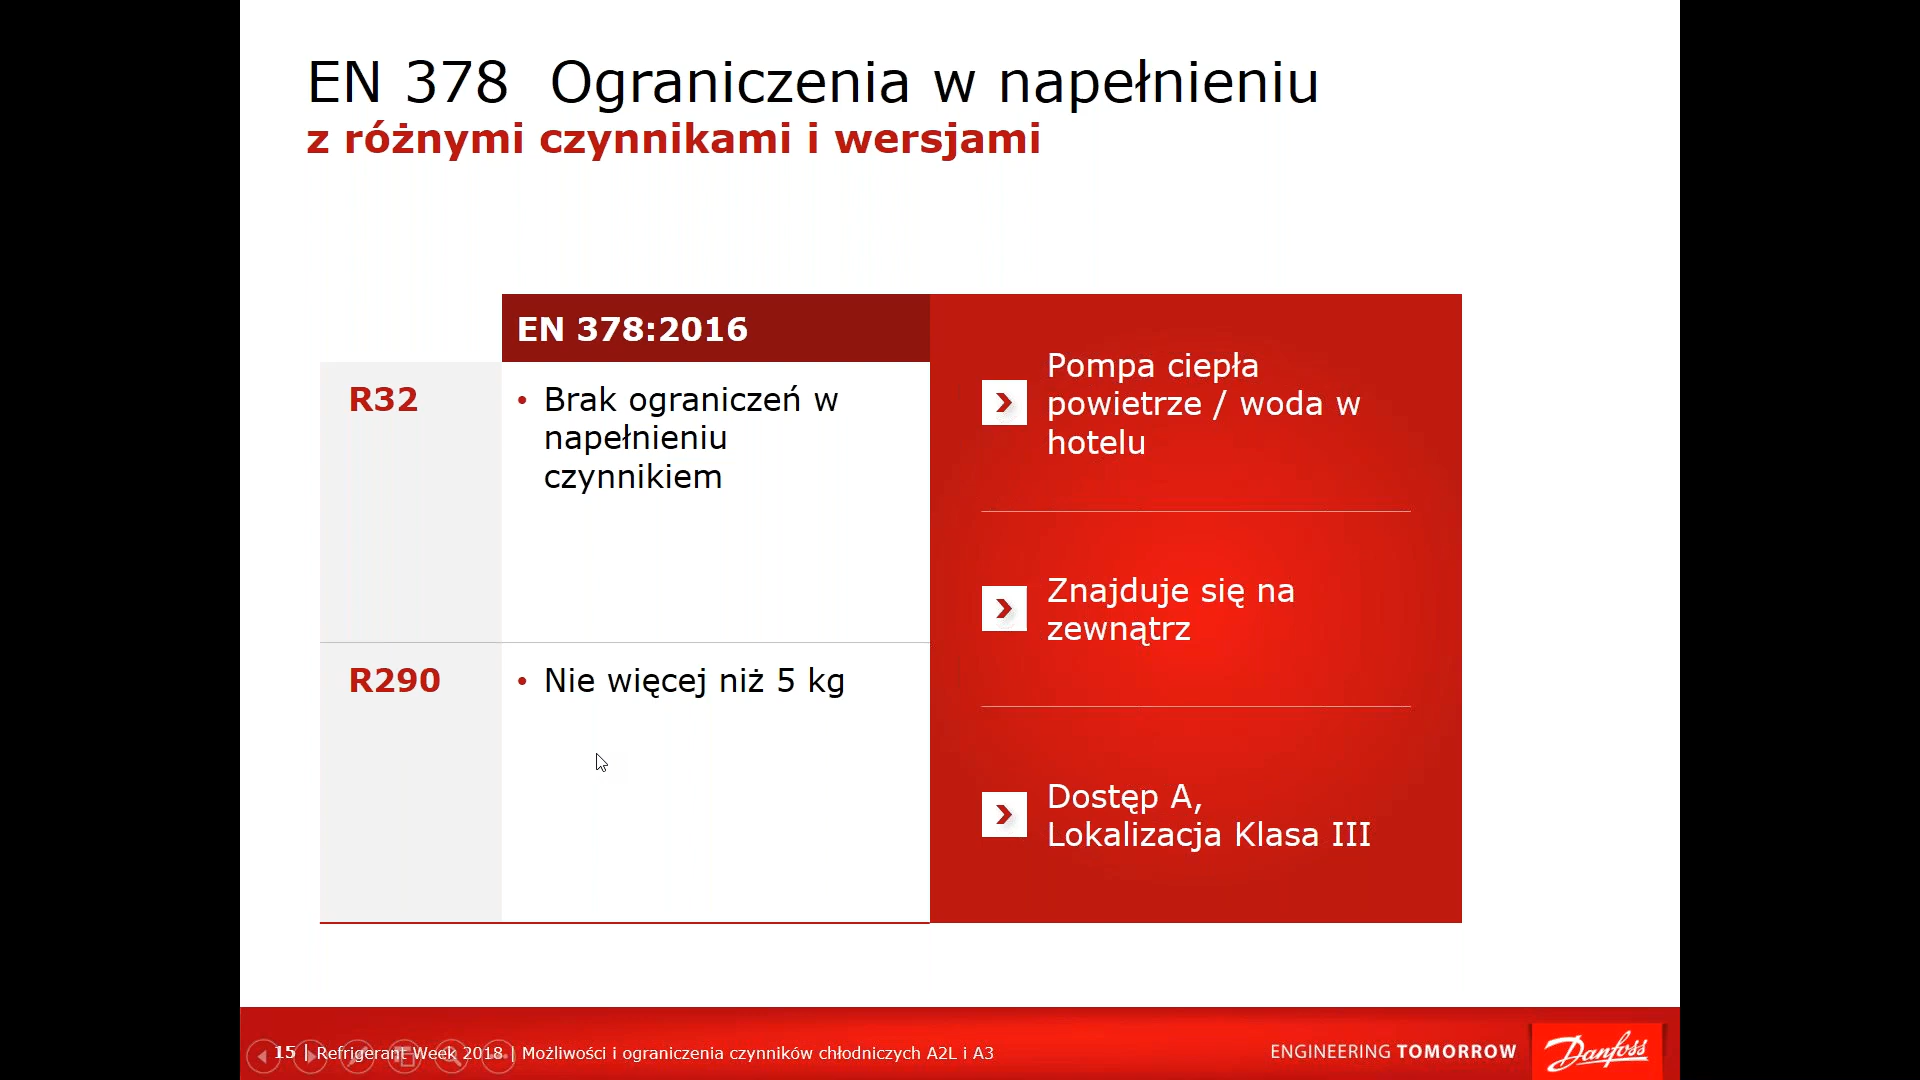 EN 378 Ograniczenia w napełnieniu
z różnymi czynnikami i wersjami
EN 378:2016
R32
• Brak ograniczeń w
napełnieniu
czynnikiem
R290
• Nie więcej niż 5 kg
Pompa ciepła
powietrze / woda w
hotelu
Znajduje się na
zewnątrz
Dostęp A,
Lokalizacja Klasa III
15 | Refrigerant Week 2018 | Możliwości i ograniczenia czynników chłodniczych A2L i A3
ENGINEERING TOMORROW
Danfoss